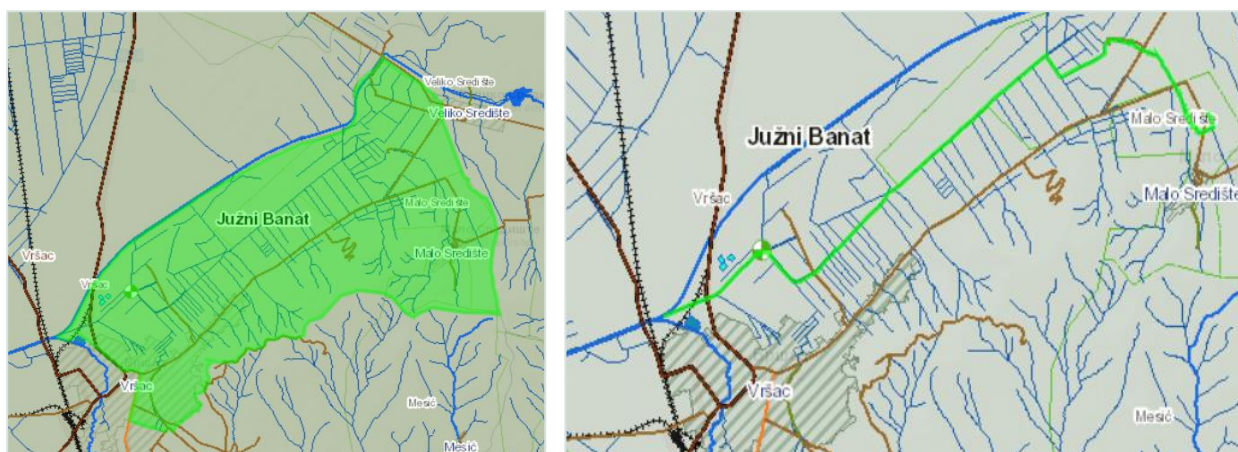 Veliko Središte
Veliko Središte
Južni Banat
Malo Središte
Malo Središte
Vršac
Vršac
Vršac
Mesić
Mesić
Južni Banat
Malo Središte
Vršac
Malo Središte
Vršac
Mesić